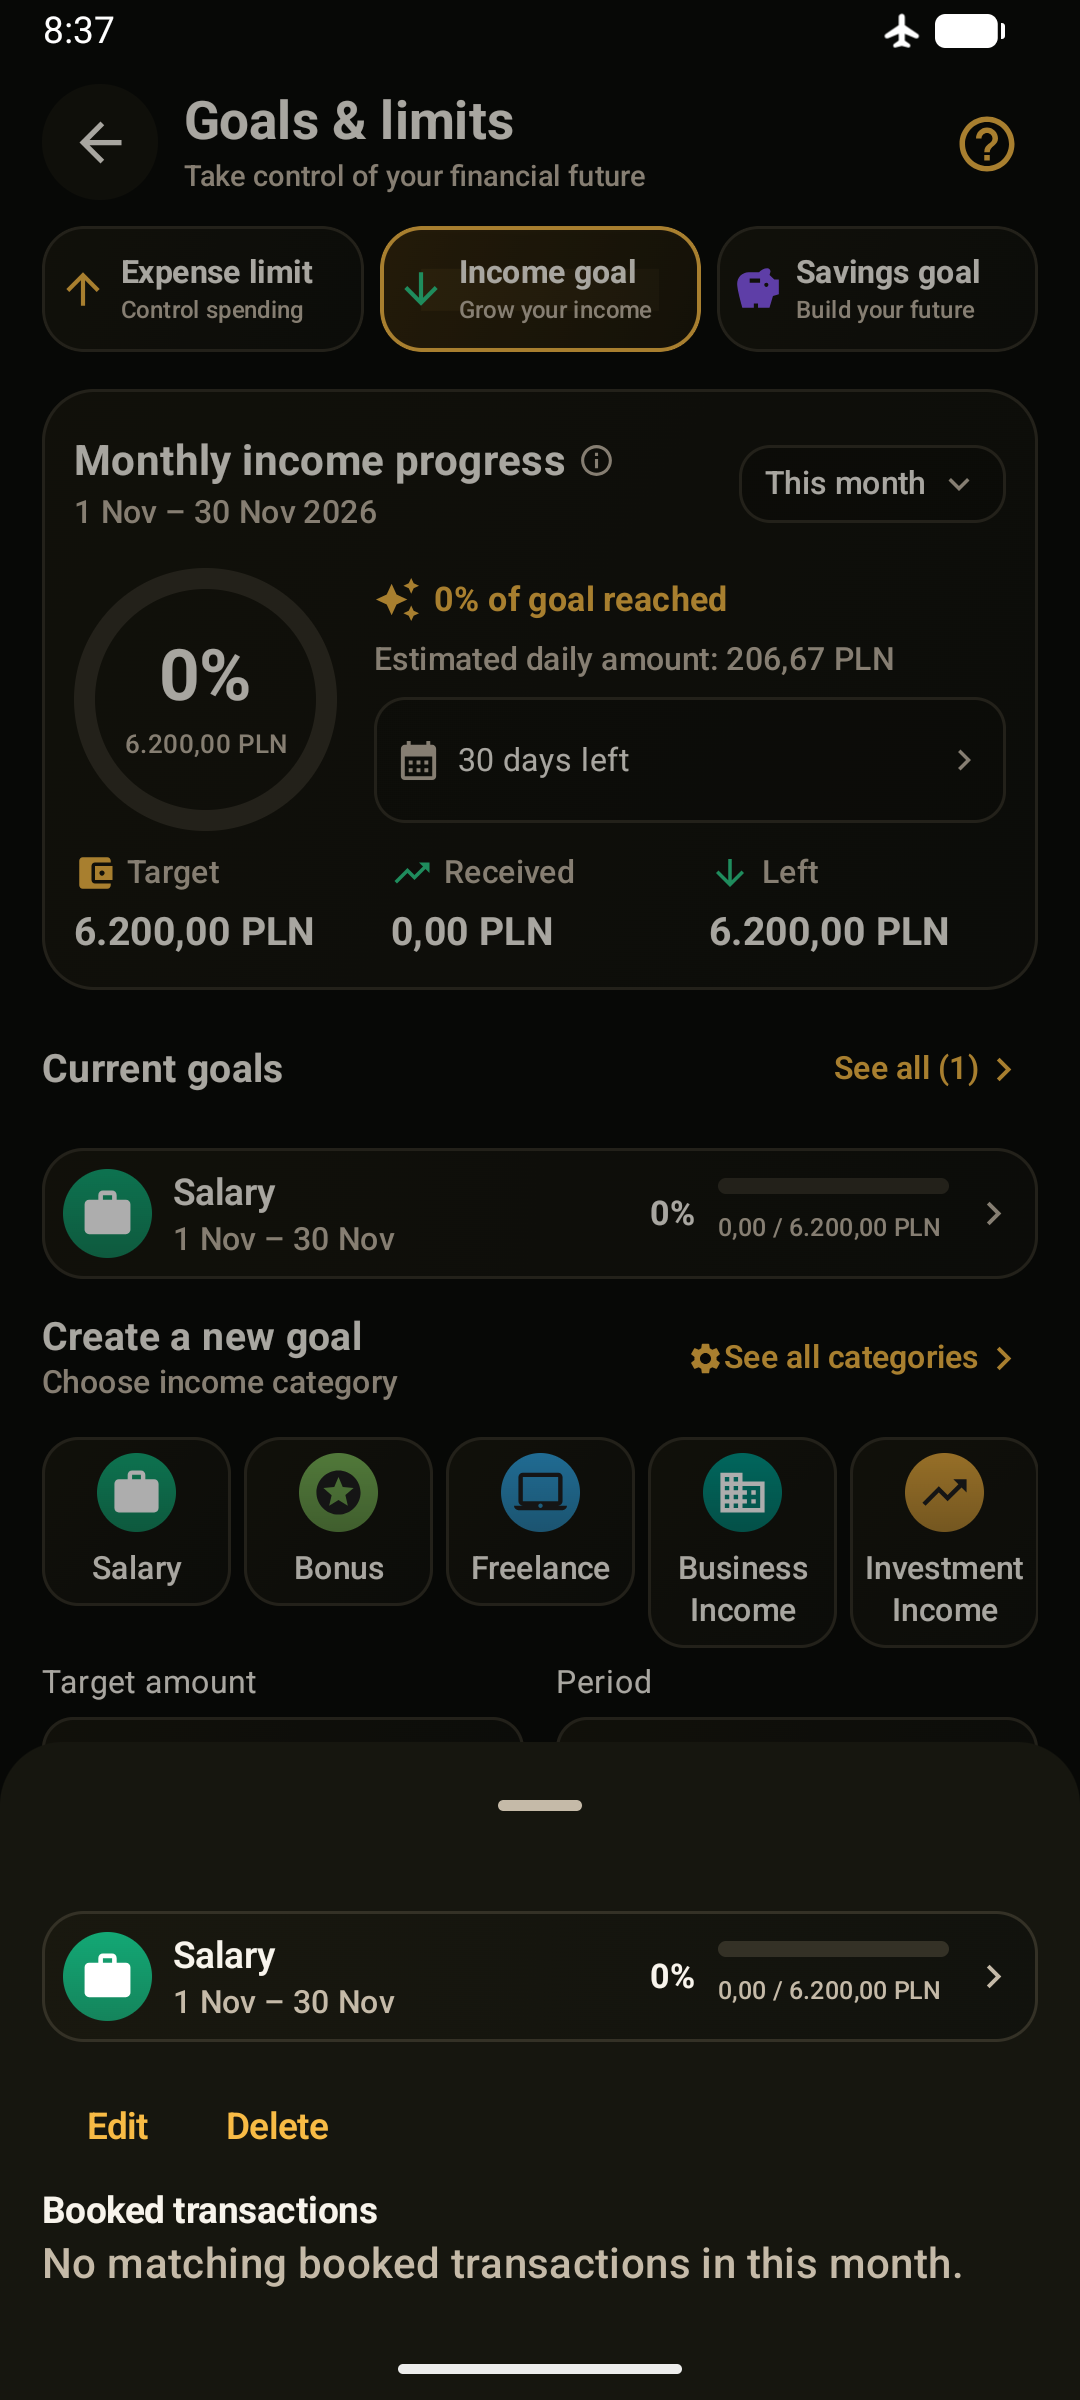 8:37
Goals & limits
Take control of your financial future
Expense limit
Control spending
Income goal
Grow your income
Savings goal
Build your future
Monthly income progress
1 Nov – 30 Nov 2026
This month
0%
6.200,00 PLN
0% of goal reached
Estimated daily amount: 206,67 PLN
30 days left
Target
6.200,00 PLN
Received
0,00 PLN
Left
6.200,00 PLN
Current goals
See all (1)
Salary
1 Nov – 30 Nov
0%
0,00 / 6.200,00 PLN
Create a new goal
Choose income category
See all categories
Salary
Bonus
Freelance
Business
Income
Investment
Income
Target amount
Period
Salary
1 Nov – 30 Nov
0%
0,00 / 6.200,00 PLN
Edit
Delete
Booked transactions
No matching booked transactions in this month.